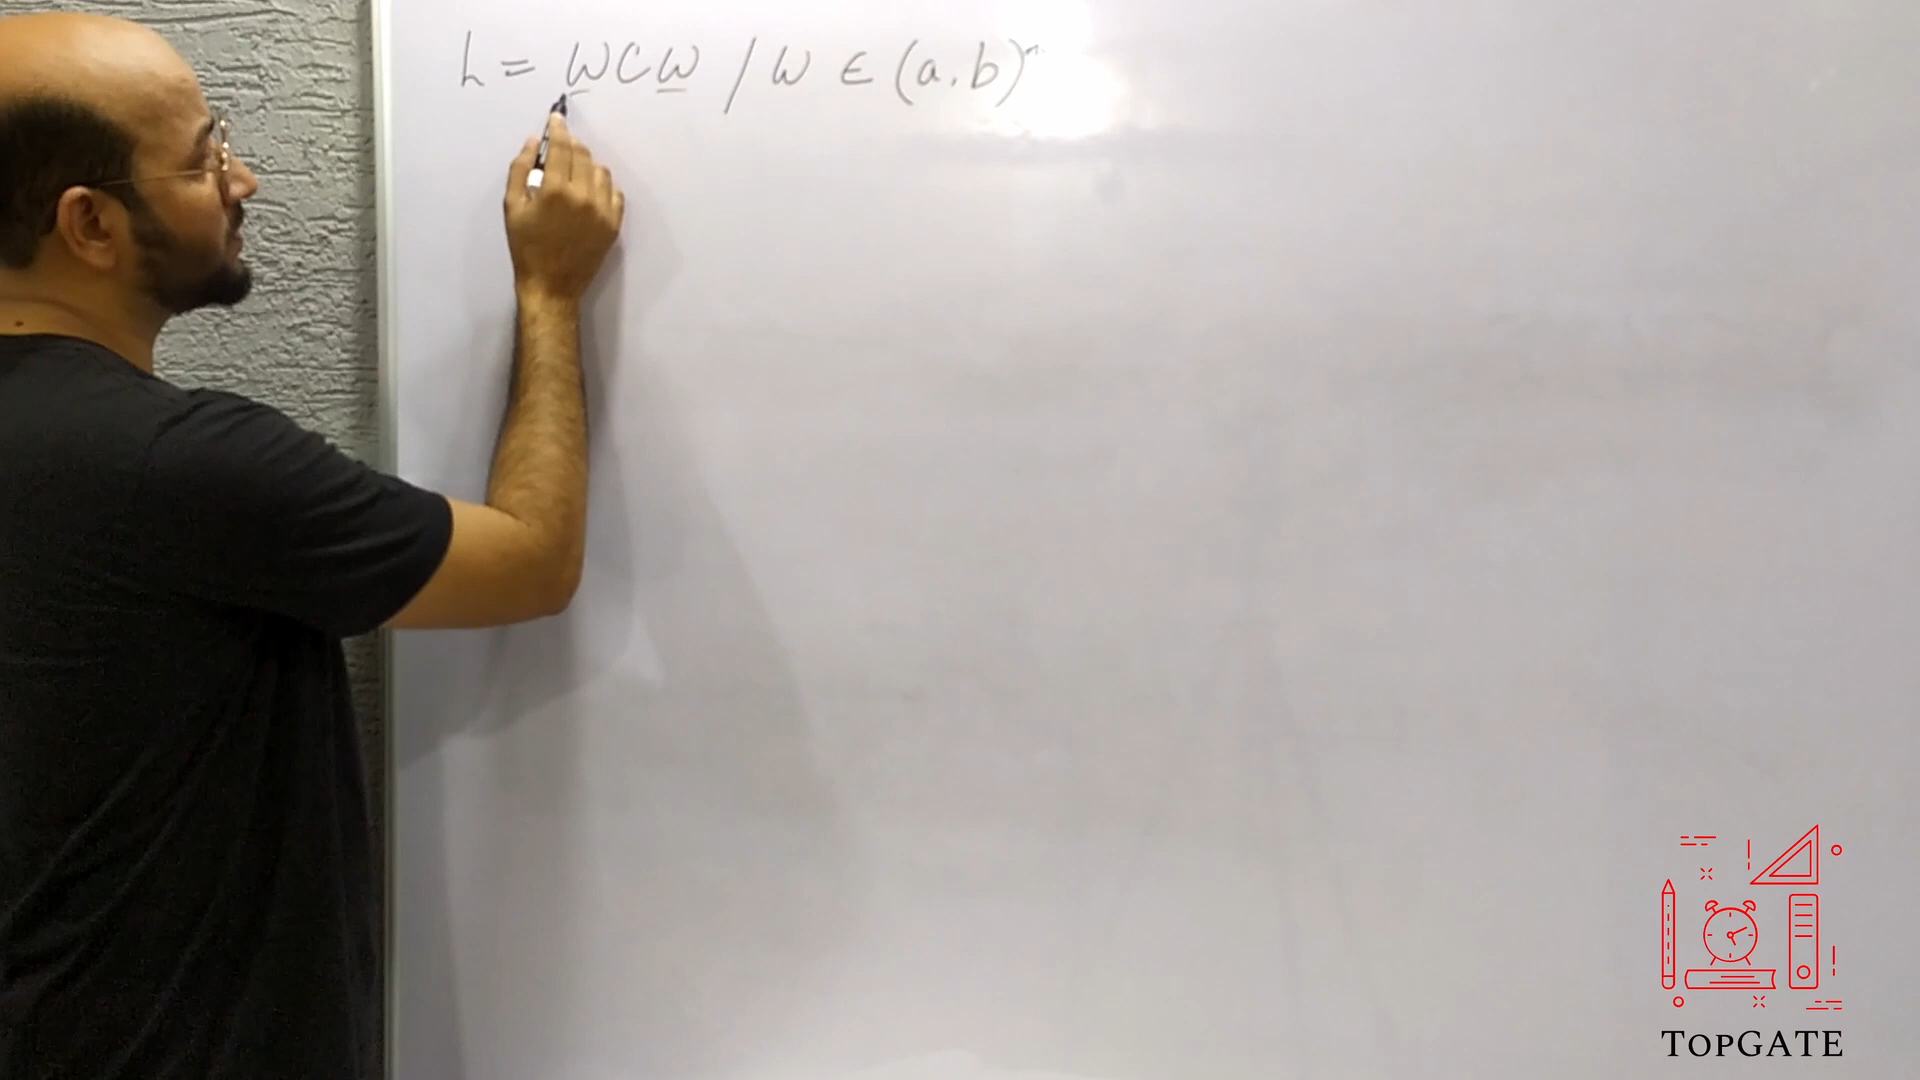 L = WCW / W ∈ (a.b)*
TOPGATE